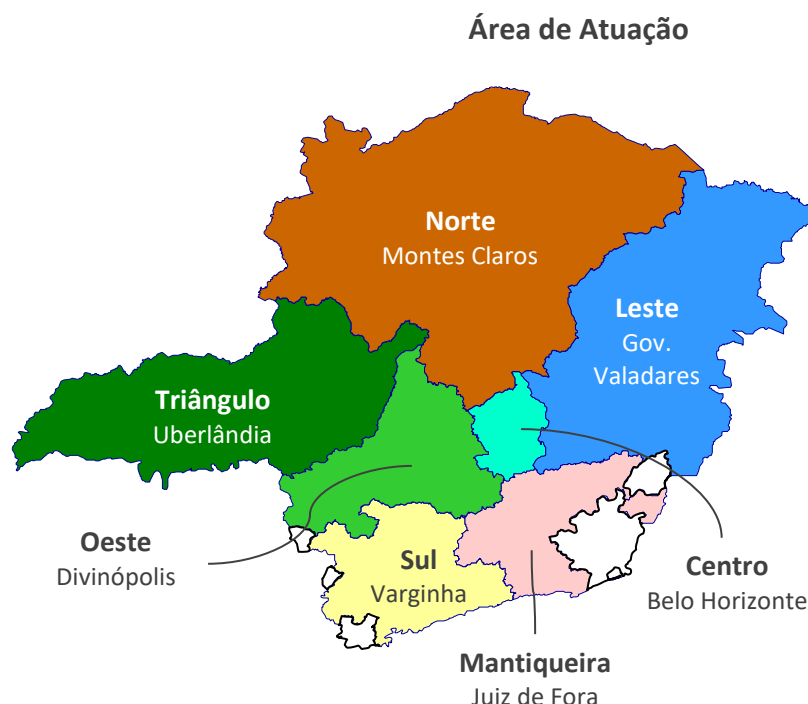 Área de Atuação
Norte
Montes Claros
Leste
Gov.
Valadares
Triângulo
Uberlândia
Oeste
Divinópolis
Sul
Varginha
Centro
Belo Horizonte
Mantiqueira
Juiz de Fora